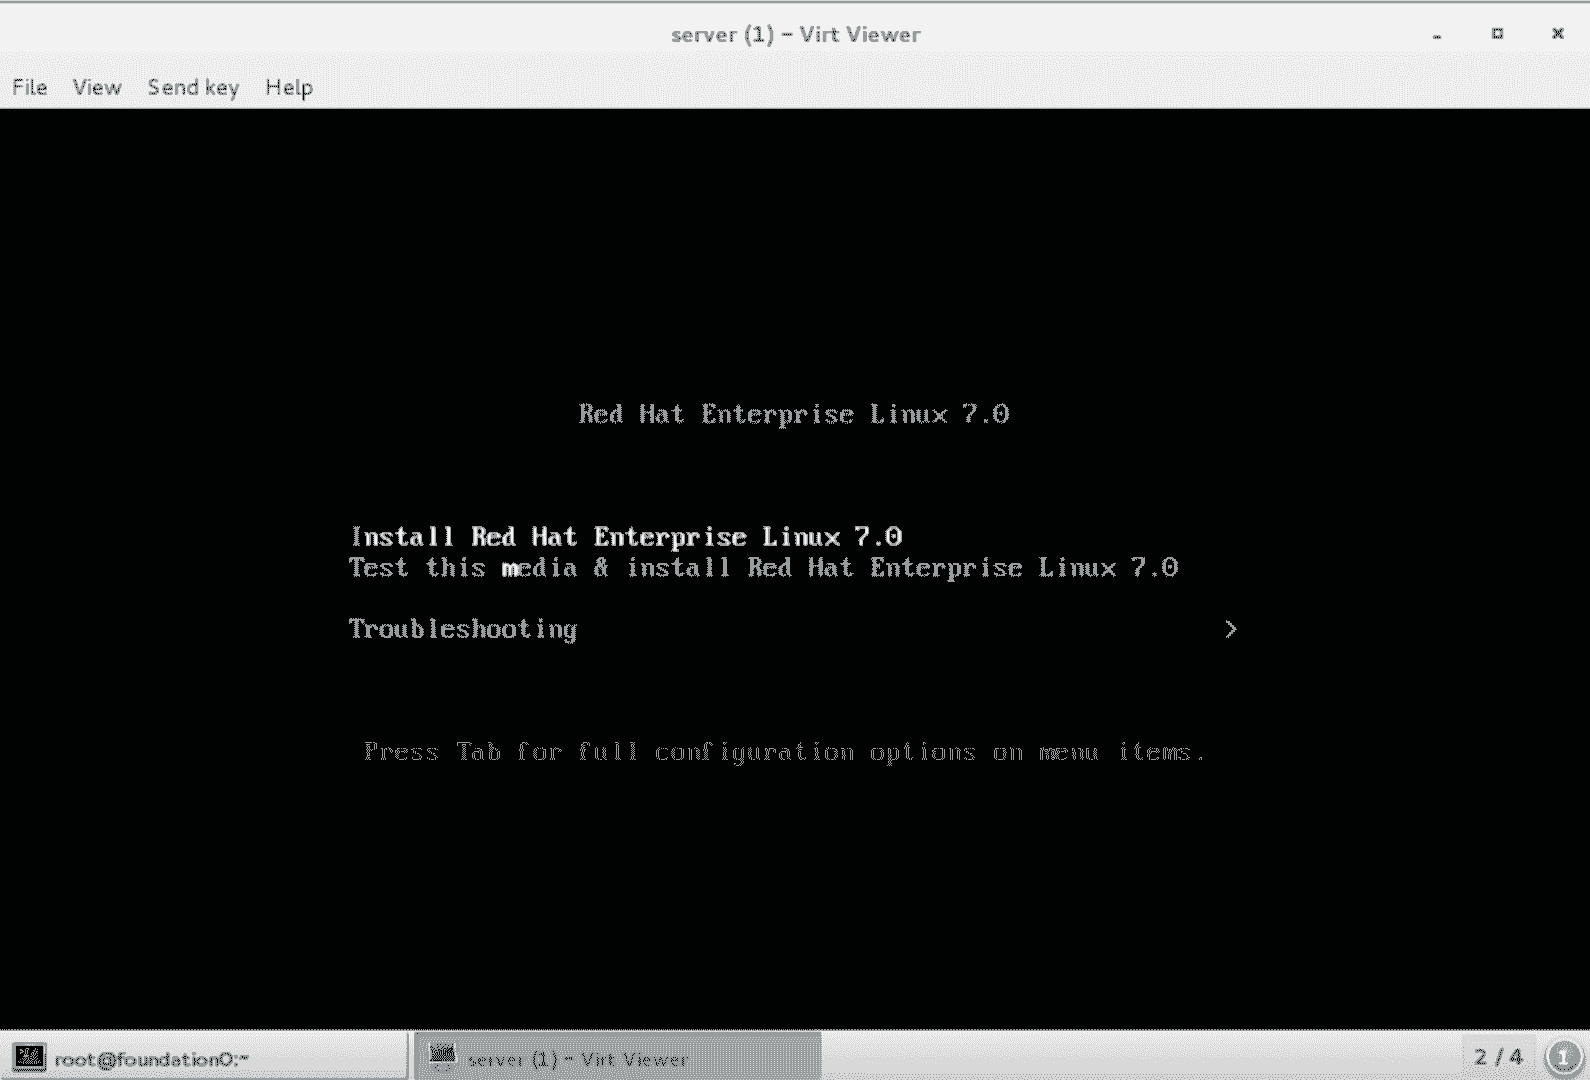 server (1) – Virt Viewer
File View Send key Help
Red Hat Enterprise Linux 7.0
Install Red Hat Enterprise Linux 7.0
Test this media & install Red Hat Enterprise Linux 7.0
Troubleshooting >
Press Tab for full configuration options on menu items.
root@foundation0:~ server (1) – Virt Viewer 2 / 4 1